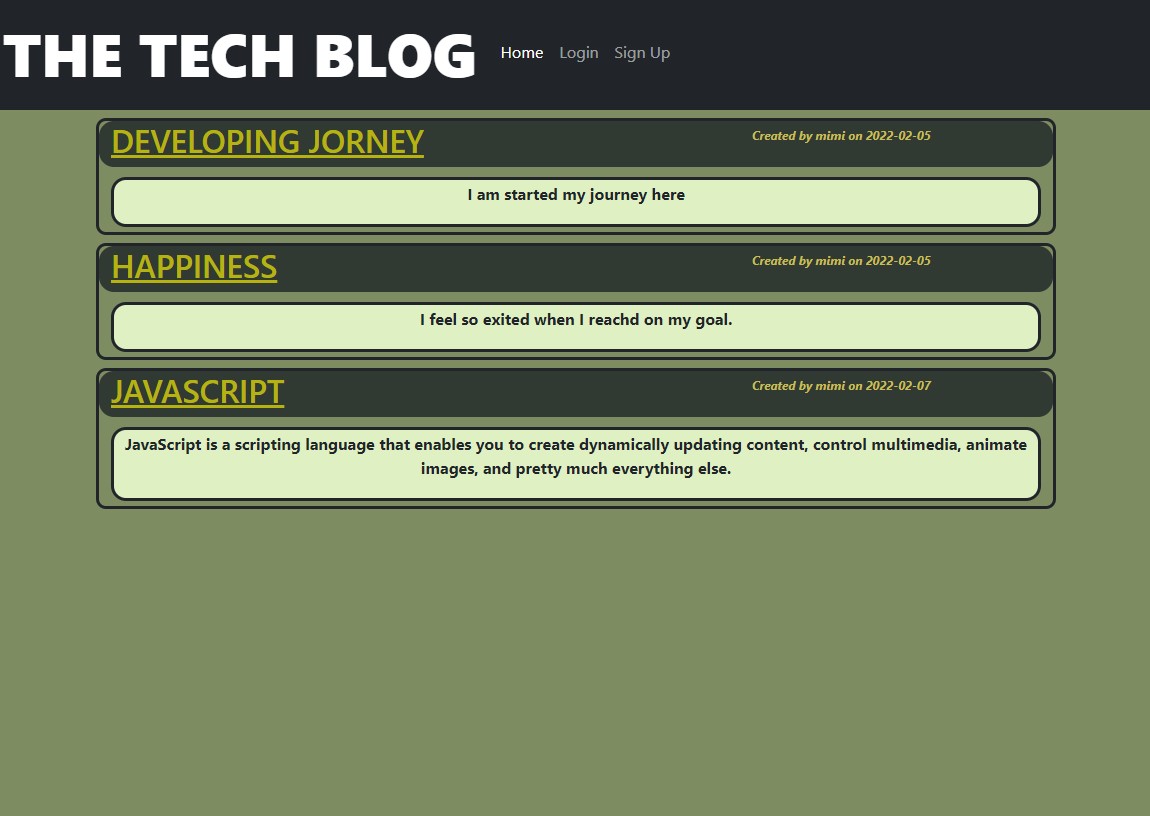 THE TECH BLOG
Home Login Sign Up
DEVELOPING JORNEY
Created by mimi on 2022-02-05
I am started my journey here
HAPPINESS
Created by mimi on 2022-02-05
I feel so exited when I reachd on my goal.
JAVASCRIPT
Created by mimi on 2022-02-07
JavaScript is a scripting language that enables you to create dynamically updating content, control multimedia, animate
images, and pretty much everything else.